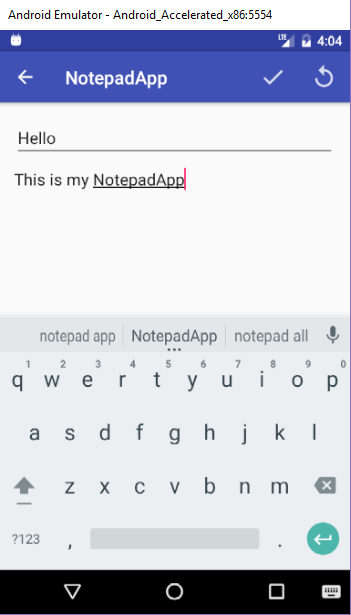 Android Emulator - Android_Accelerated_x86:5554
LTE 4:04
NotepadApp
Hello
This is my NotepadApp
notepad app NotepadApp notepad all
1 2 3 4 5 6 7 8 9 0
q w e r t y u i o p
a s d f g h j k l
z x c v b n m
?123 , .